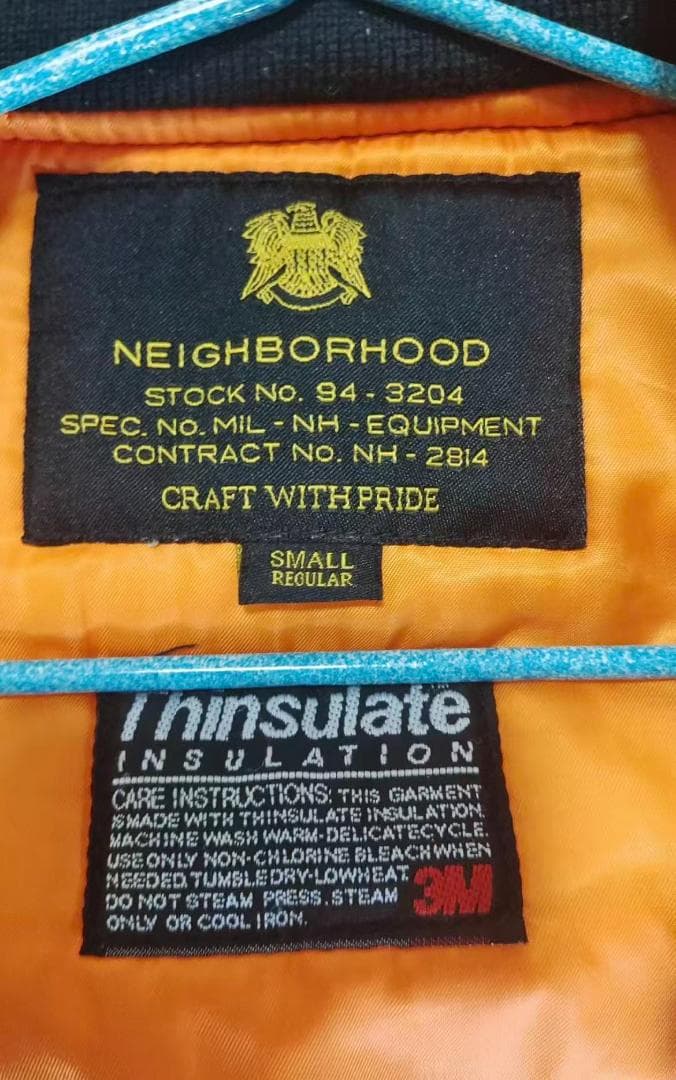 NEIGHBORHOOD
STOCK No. 94 - 3204
SPEC. No. MIL - NH - EQUIPMENT
CONTRACT No. NH - 2814
CRAFT WITH PRIDE
SMALL
REGULAR
Thinsulate™
INSULATION
CARE INSTRUCTIONS: THIS GARMENT
IS MADE WITH THINSULATE INSULATION.
MACHINE WASH WARM-DELICATE CYCLE.
USE ONLY NON-CHLORINE BLEACH WHEN
NEEDED. TUMBLE DRY-LOW HEAT.
DO NOT STEAM PRESS. STEAM
ONLY OR COOL IRON.
3M